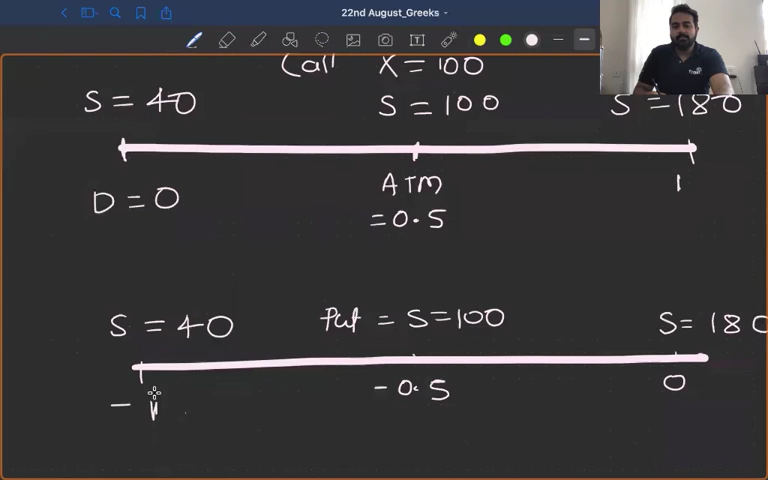 22nd August_Greeks
Call X = 100
S = 40 S = 100 S = 180
D = 0 ATM 1
= 0.5
S = 40 Put = S = 100 S = 180
- 1 - 0.5 0